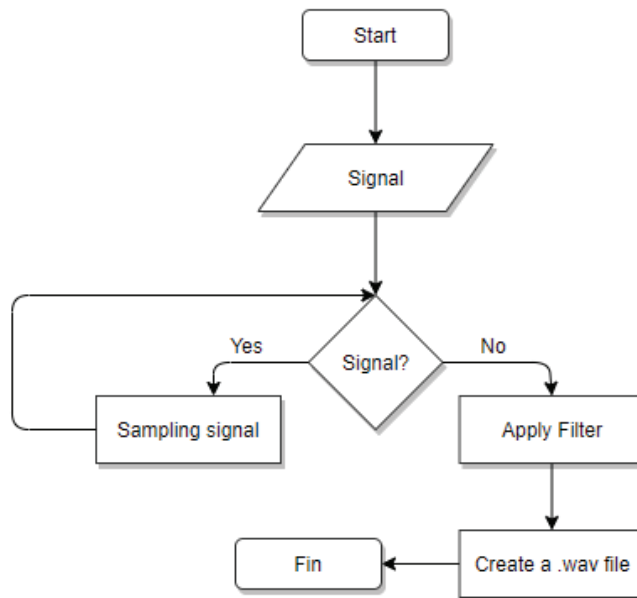 Start
Signal
Yes
Signal?
No
Sampling signal
Apply Filter
Fin
Create a .wav file